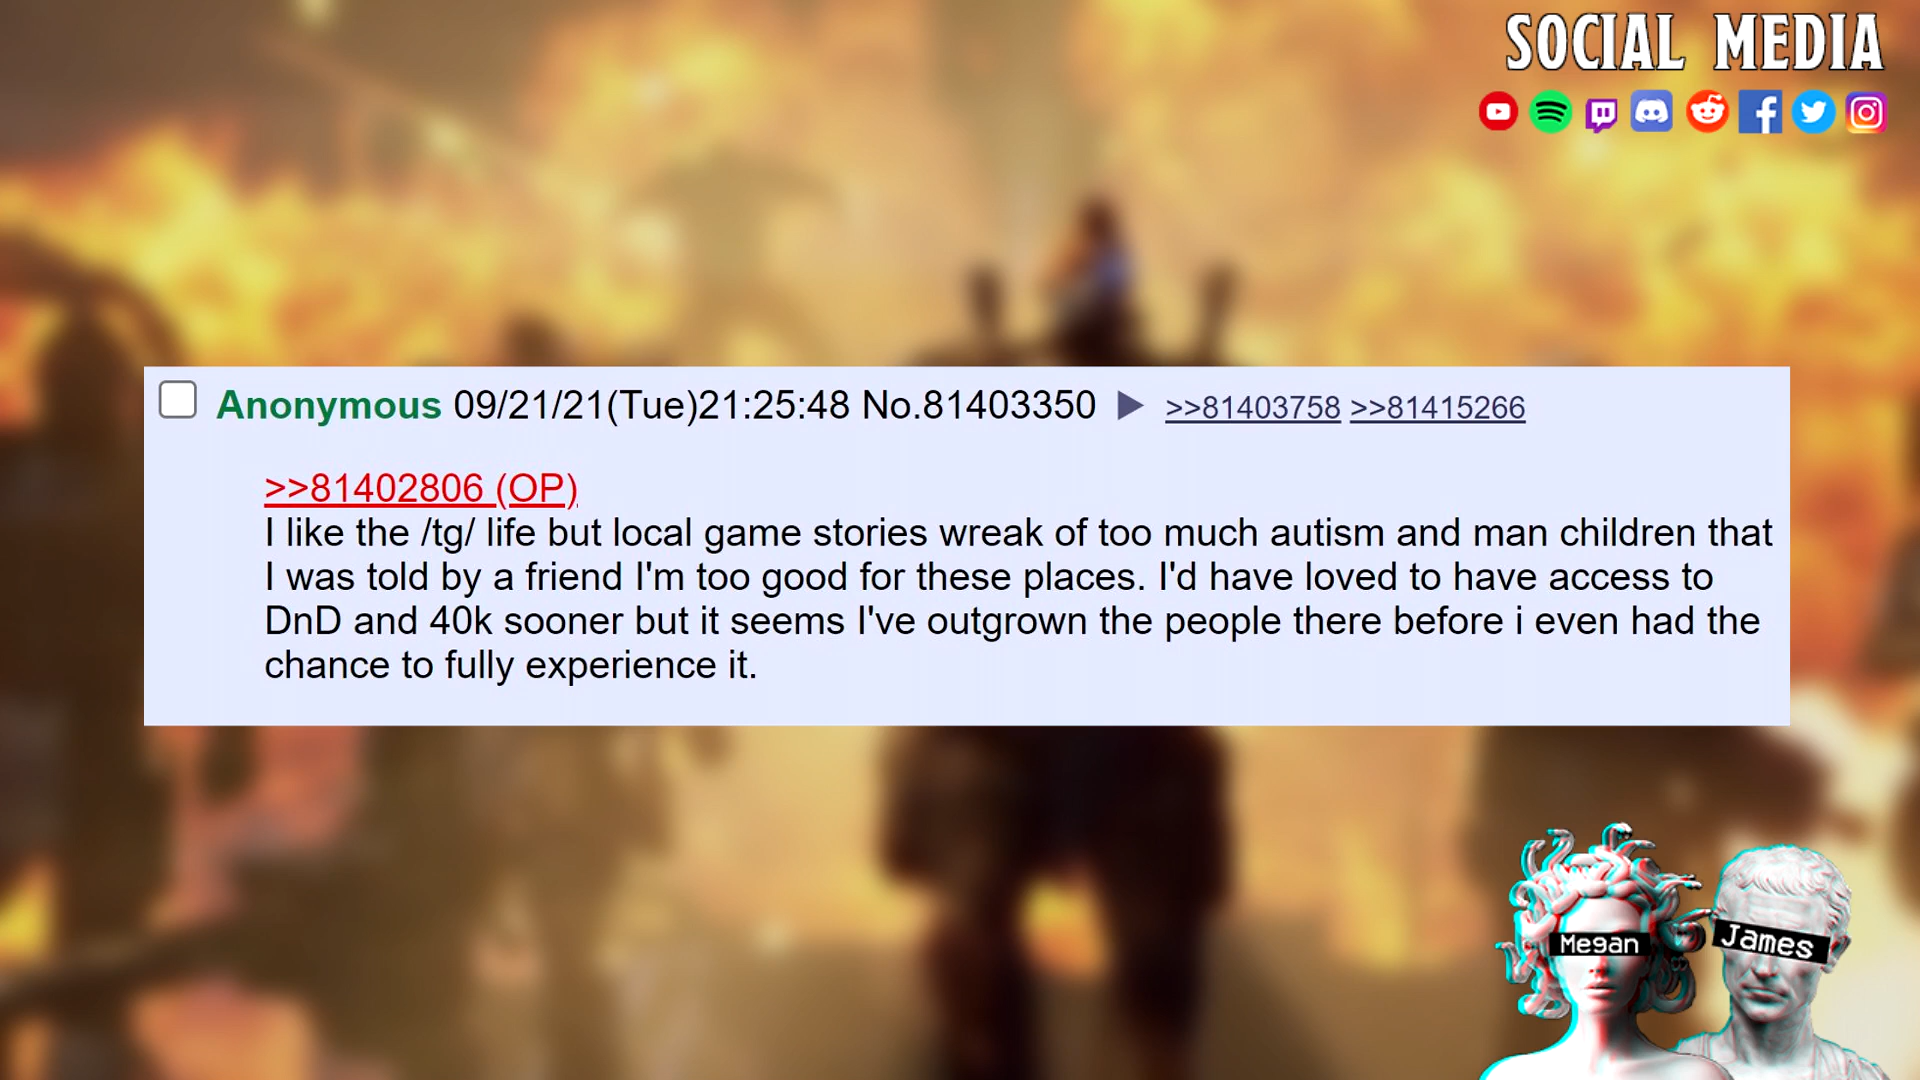 SOCIAL MEDIA
Anonymous 09/21/21(Tue)21:25:48 No.81403350 ▶ >>81403758 >>81415266
>>81402806 (OP)
I like the /tg/ life but local game stories wreak of too much autism and man children that
I was told by a friend I'm too good for these places. I'd have loved to have access to
DnD and 40k sooner but it seems I've outgrown the people there before i even had the
chance to fully experience it.
Megan
James